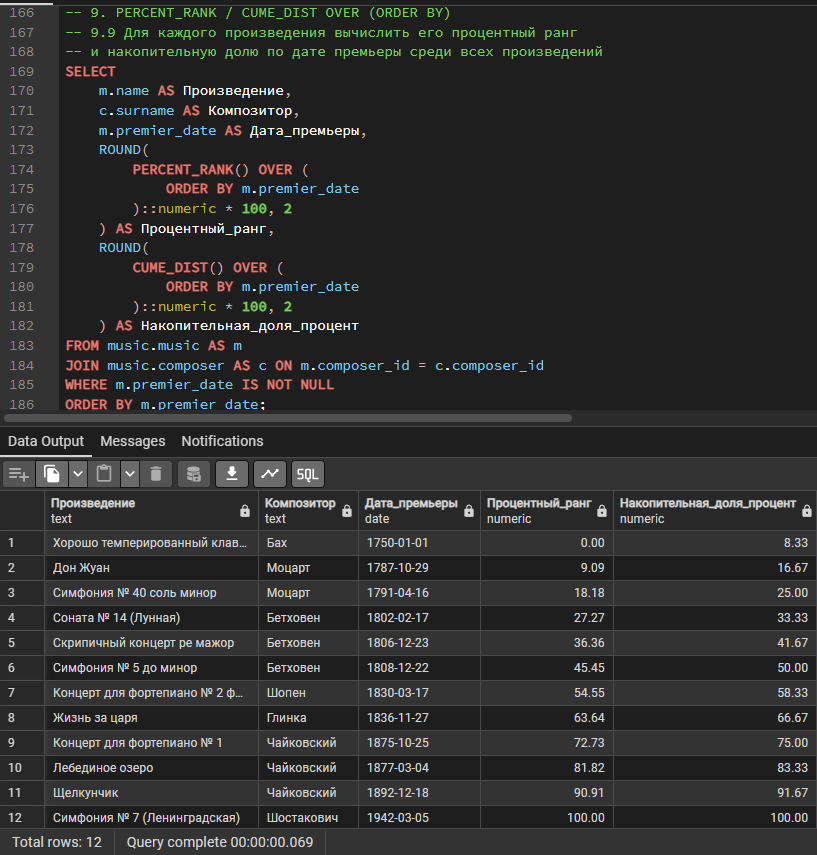 166 -- 9. PERCENT_RANK / CUME_DIST OVER (ORDER BY)
167 -- 9.9 Для каждого произведения вычислить его процентный ранг
168 -- и накопительную долю по дате премьеры среди всех произведений
169 SELECT
170 m.name AS Произведение,
171 c.surname AS Композитор,
172 m.premier_date AS Дата_премьеры,
173 ROUND(
174 PERCENT_RANK() OVER (
175 ORDER BY m.premier_date
176 )::numeric * 100, 2
177 ) AS Процентный_ранг,
178 ROUND(
179 CUME_DIST() OVER (
180 ORDER BY m.premier_date
181 )::numeric * 100, 2
182 ) AS Накопительная_доля_процент
183 FROM music.music AS m
184 JOIN music.composer AS c ON m.composer_id = c.composer_id
185 WHERE m.premier_date IS NOT NULL
186 ORDER BY m.premier_date;
Data Output Messages Notifications
SQL
Произведение Композитор Дата_премьеры Процентный_ранг Накопительная_доля_процент
text text date numeric numeric
1 Хорошо темперированный клав... Бах 1750-01-01 0.00 8.33
2 Дон Жуан Моцарт 1787-10-29 9.09 16.67
3 Симфония № 40 соль минор Моцарт 1791-04-16 18.18 25.00
4 Соната № 14 (Лунная) Бетховен 1802-02-17 27.27 33.33
5 Скрипичный концерт ре мажор Бетховен 1806-12-23 36.36 41.67
6 Симфония № 5 до минор Бетховен 1808-12-22 45.45 50.00
7 Концерт для фортепиано № 2 ф... Шопен 1830-03-17 54.55 58.33
8 Жизнь за царя Глинка 1836-11-27 63.64 66.67
9 Концерт для фортепиано № 1 Чайковский 1875-10-25 72.73 75.00
10 Лебединое озеро Чайковский 1877-03-04 81.82 83.33
11 Щелкунчик Чайковский 1892-12-18 90.91 91.67
12 Симфония № 7 (Ленинградская) Шостакович 1942-03-05 100.00 100.00
Total rows: 12 Query complete 00:00:00.069